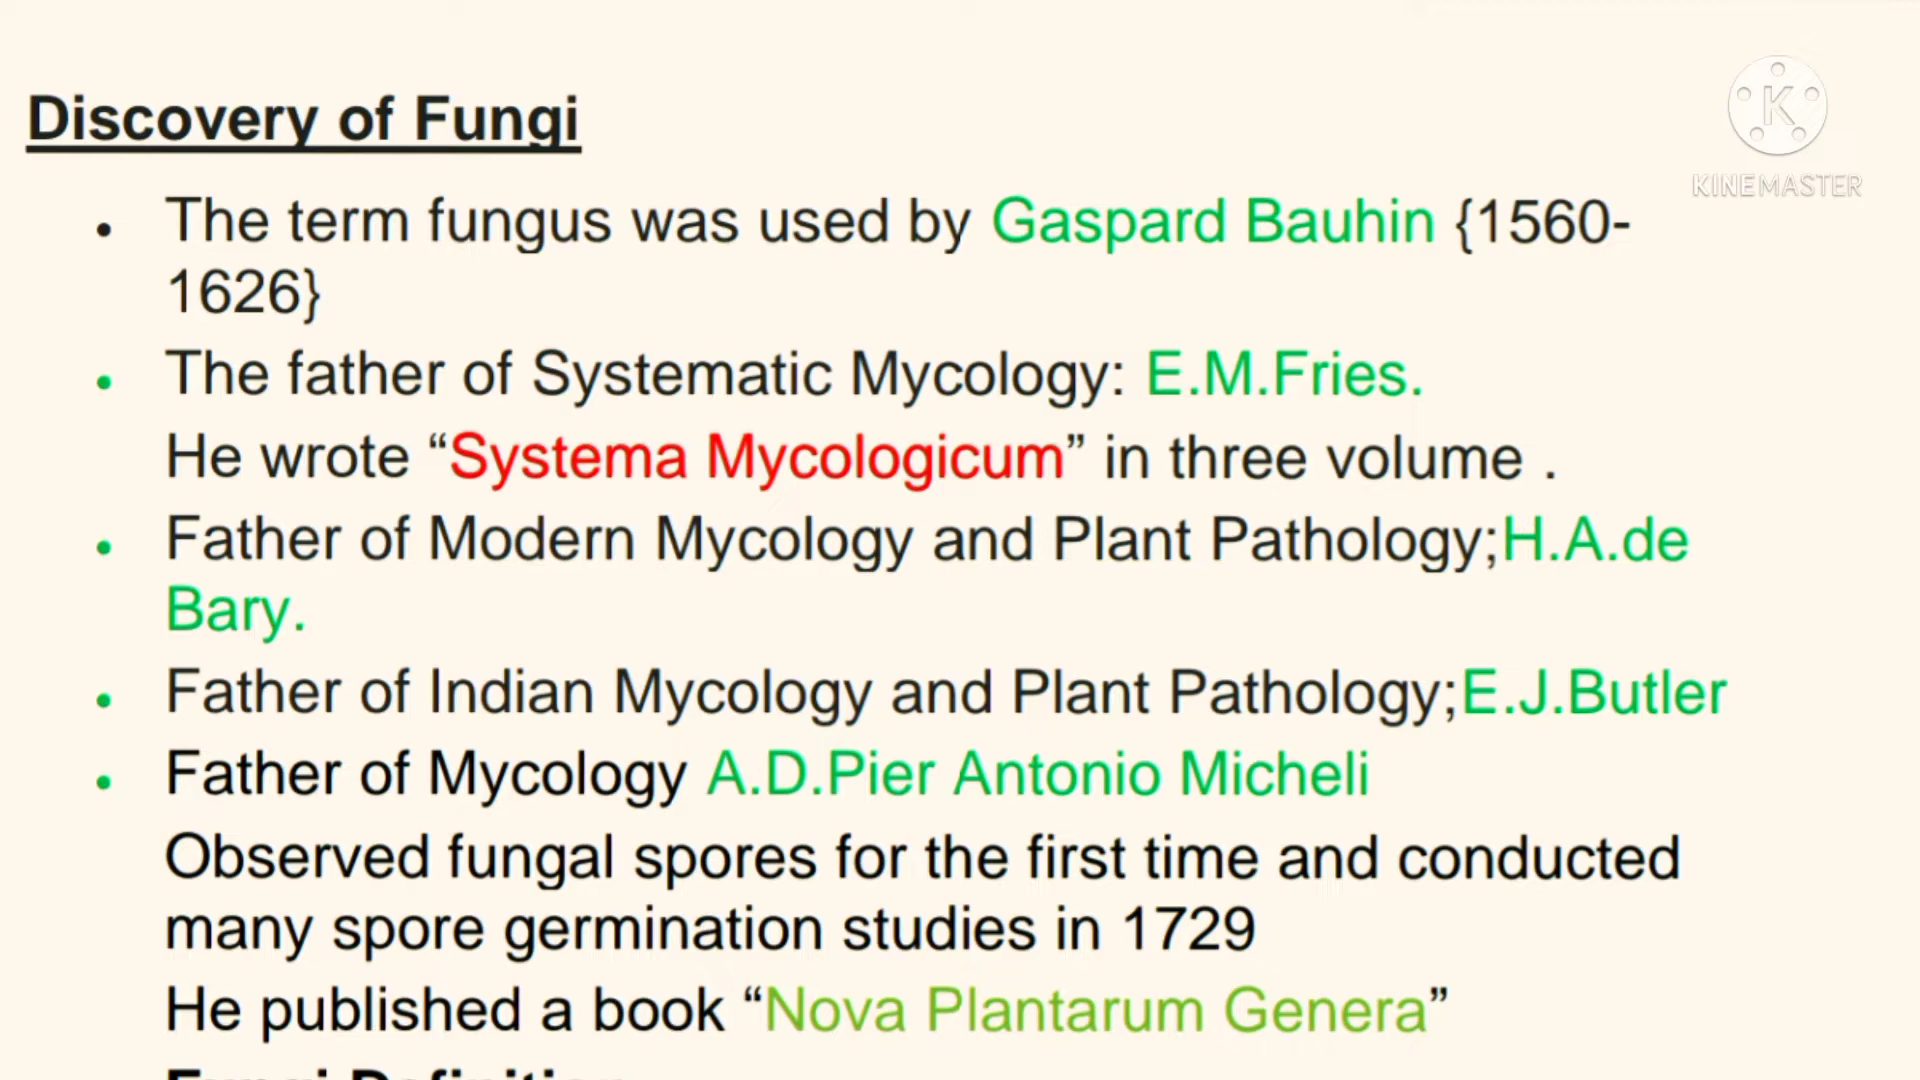 Discovery of Fungi
KINEMASTER
• The term fungus was used by Gaspard Bauhin {1560-
1626}
• The father of Systematic Mycology: E.M.Fries.
He wrote “Systema Mycologicum” in three volume .
• Father of Modern Mycology and Plant Pathology;H.A.de
Bary.
• Father of Indian Mycology and Plant Pathology;E.J.Butler
• Father of Mycology A.D.Pier Antonio Micheli
Observed fungal spores for the first time and conducted
many spore germination studies in 1729
He published a book “Nova Plantarum Genera”
Fungi Definition